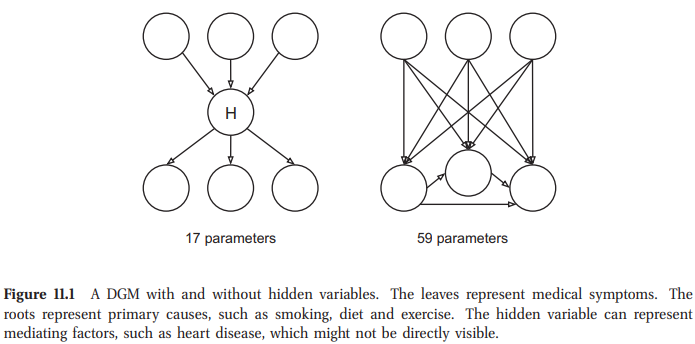 H
17 parameters
59 parameters
Figure 11.1 A DGM with and without hidden variables. The leaves represent medical symptoms. The
roots represent primary causes, such as smoking, diet and exercise. The hidden variable can represent
mediating factors, such as heart disease, which might not be directly visible.